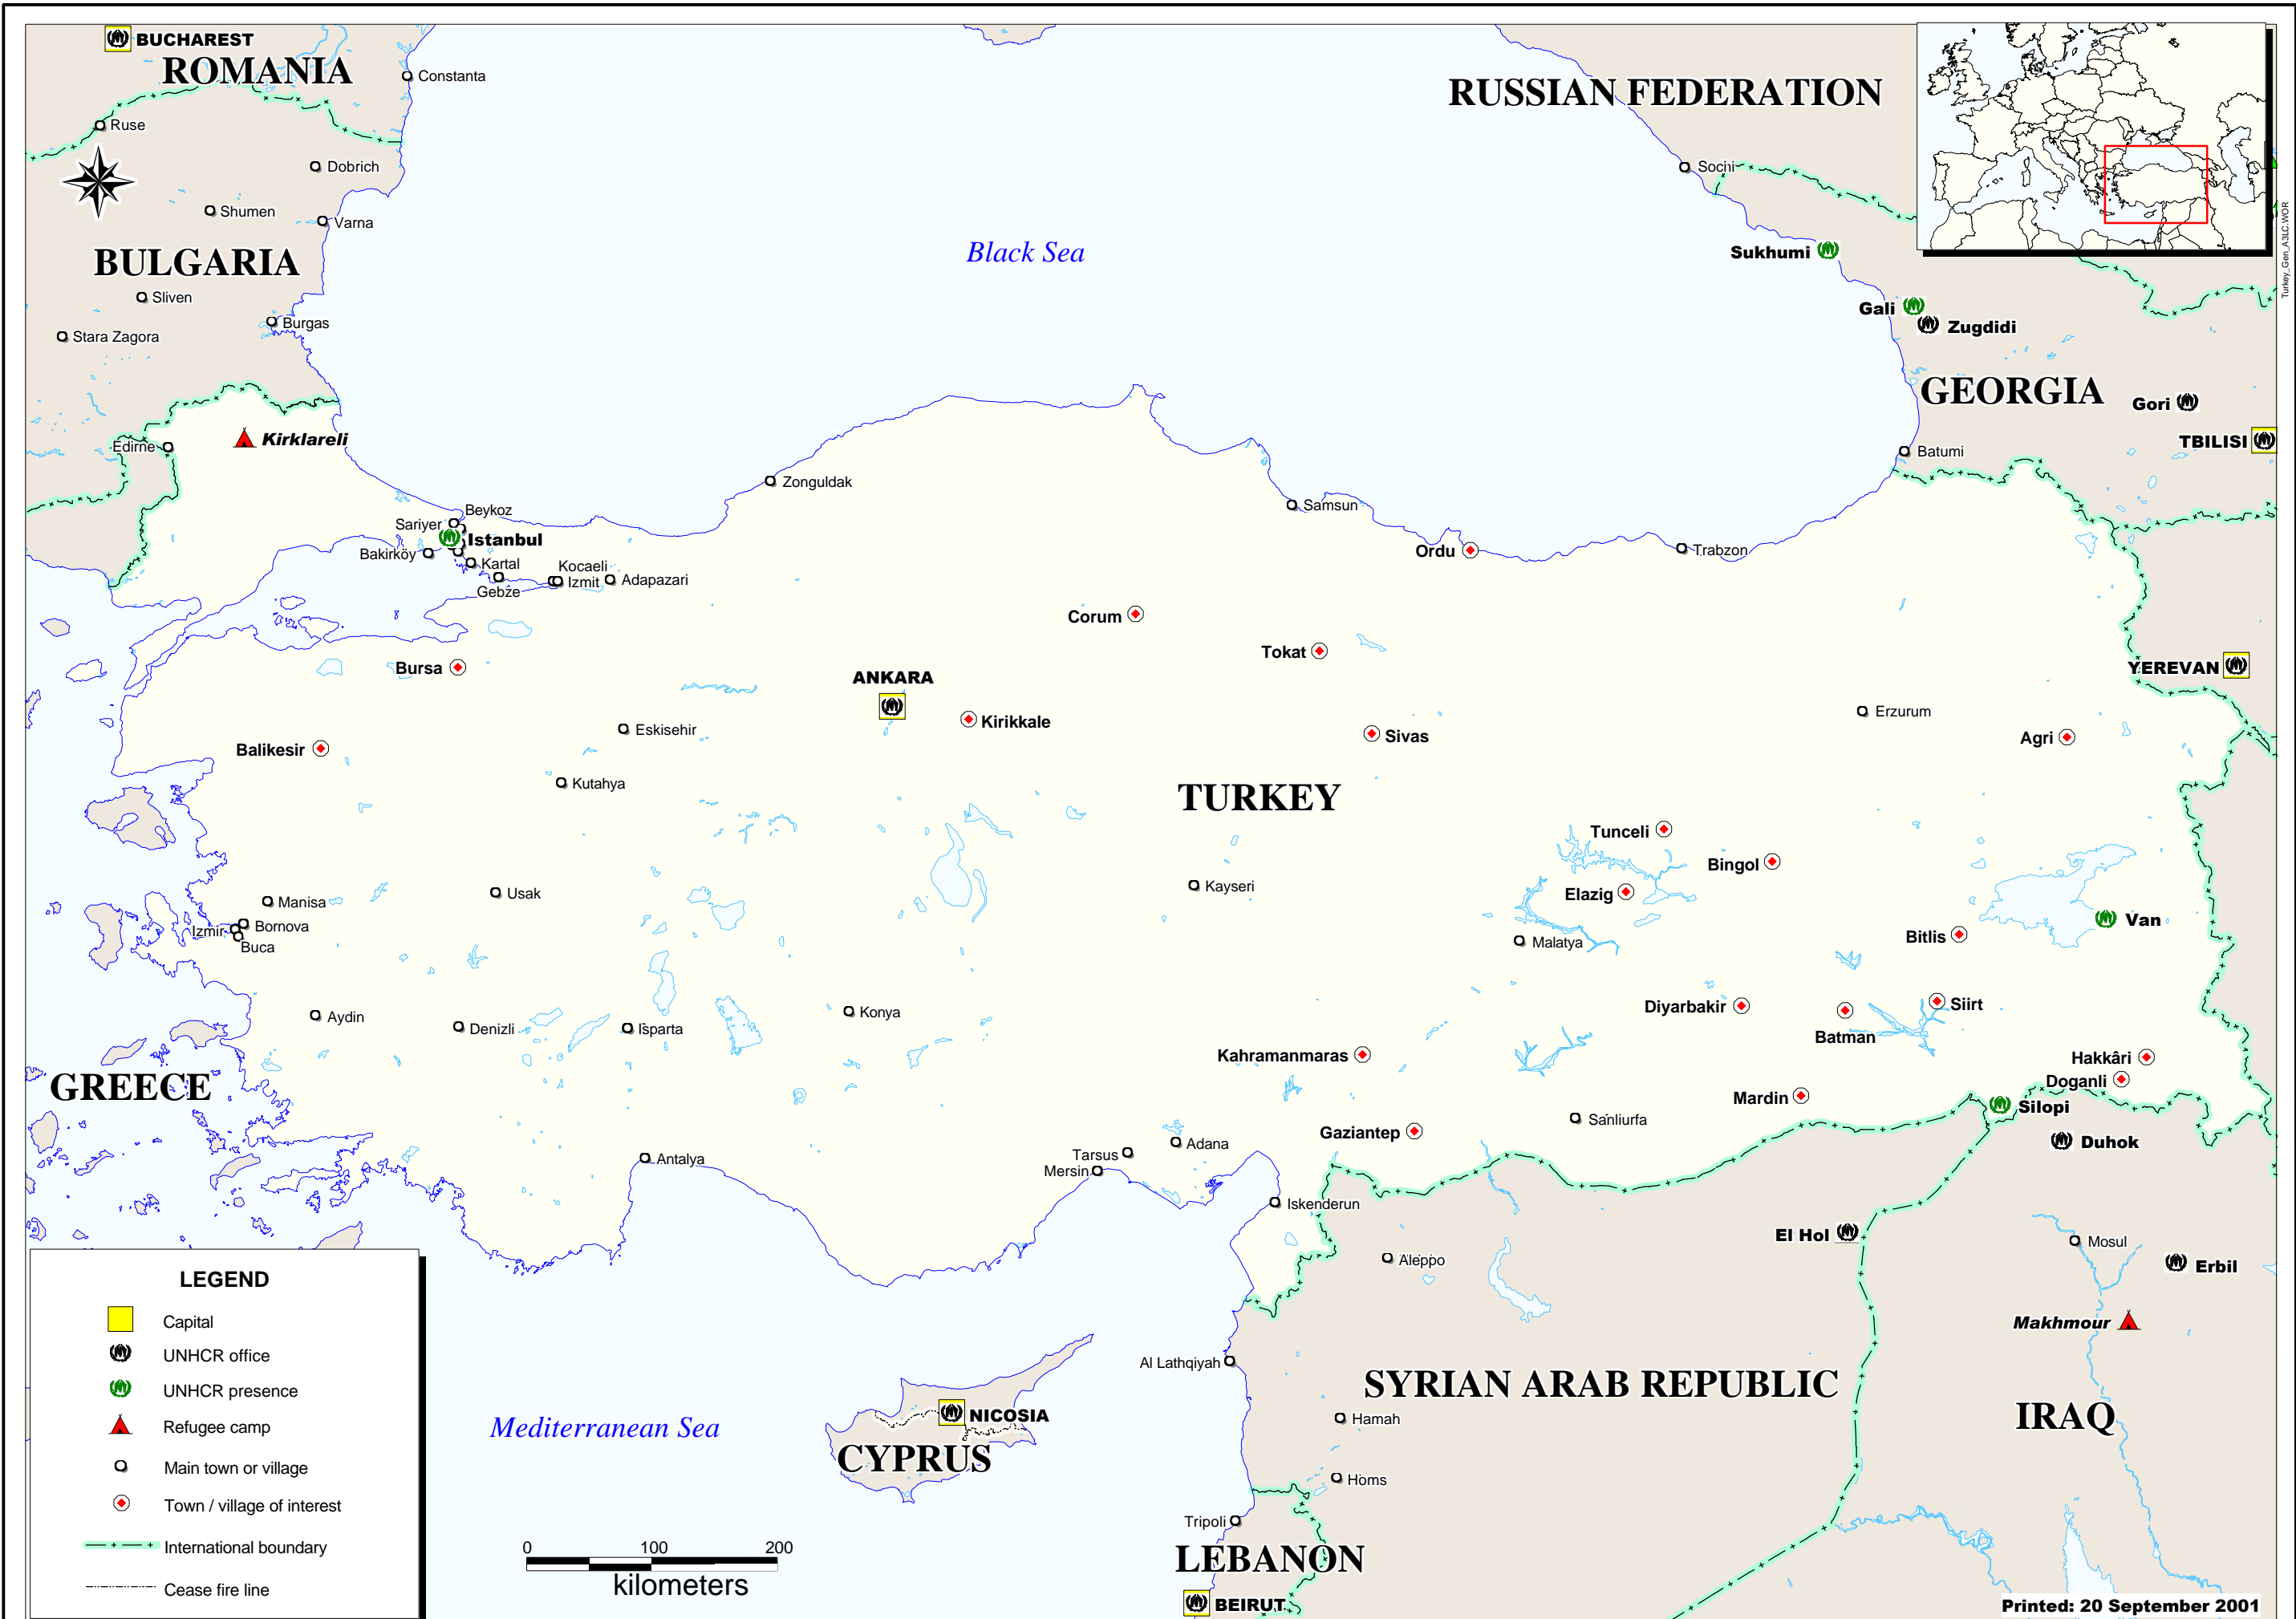 BUCHAREST
ROMANIA
Constanta
RUSSIAN FEDERATION
Ruse
Dobrich
Sochi
Shumen
Varna
Black Sea
Sukhumi
BULGARIA
Turkey_Gen_A3LC.WOR
Sliven
Burgas
Gali
Zugdidi
Stara Zagora
GEORGIA
Gori
Kirklareli
TBILISI
Edirne
Batumi
Zonguldak
Beykoz
Samsun
Sariyer
Istanbul
Bakirköy
Ordu
Trabzon
Kartal
Kocaeli
Izmit
Adapazari
Gebze
Corum
Tokat
Bursa
ANKARA
YEREVAN
Kirikkale
Erzurum
Eskisehir
Sivas
Agri
Balikesir
Kutahya
TURKEY
Tunceli
Bingol
Kayseri
Usak
Elazig
Manisa
Van
Bornova
Izmir
Bitlis
Buca
Malatya
Siirt
Diyarbakir
Konya
Aydin
Denizli
Isparta
Batman
Kahramanmaras
Hakkâri
Doganli
GREECE
Mardin
Silopi
Sanliurfa
Gaziantep
Duhok
Adana
Tarsus
Antalya
Mersin
Iskenderun
El Hol
Mosul
Aleppo
Erbil
LEGEND
Capital
UNHCR office
UNHCR presence
Refugee camp
Main town or village
Town / village of interest
International boundary
Cease fire line
Makhmour
Al Lathqiyah
SYRIAN ARAB REPUBLIC
IRAQ
NICOSIA
Hamah
Mediterranean Sea
CYPRUS
Homs
Tripoli
0 100 200
kilometers
LEBANON
BEIRUT
Printed: 20 September 2001